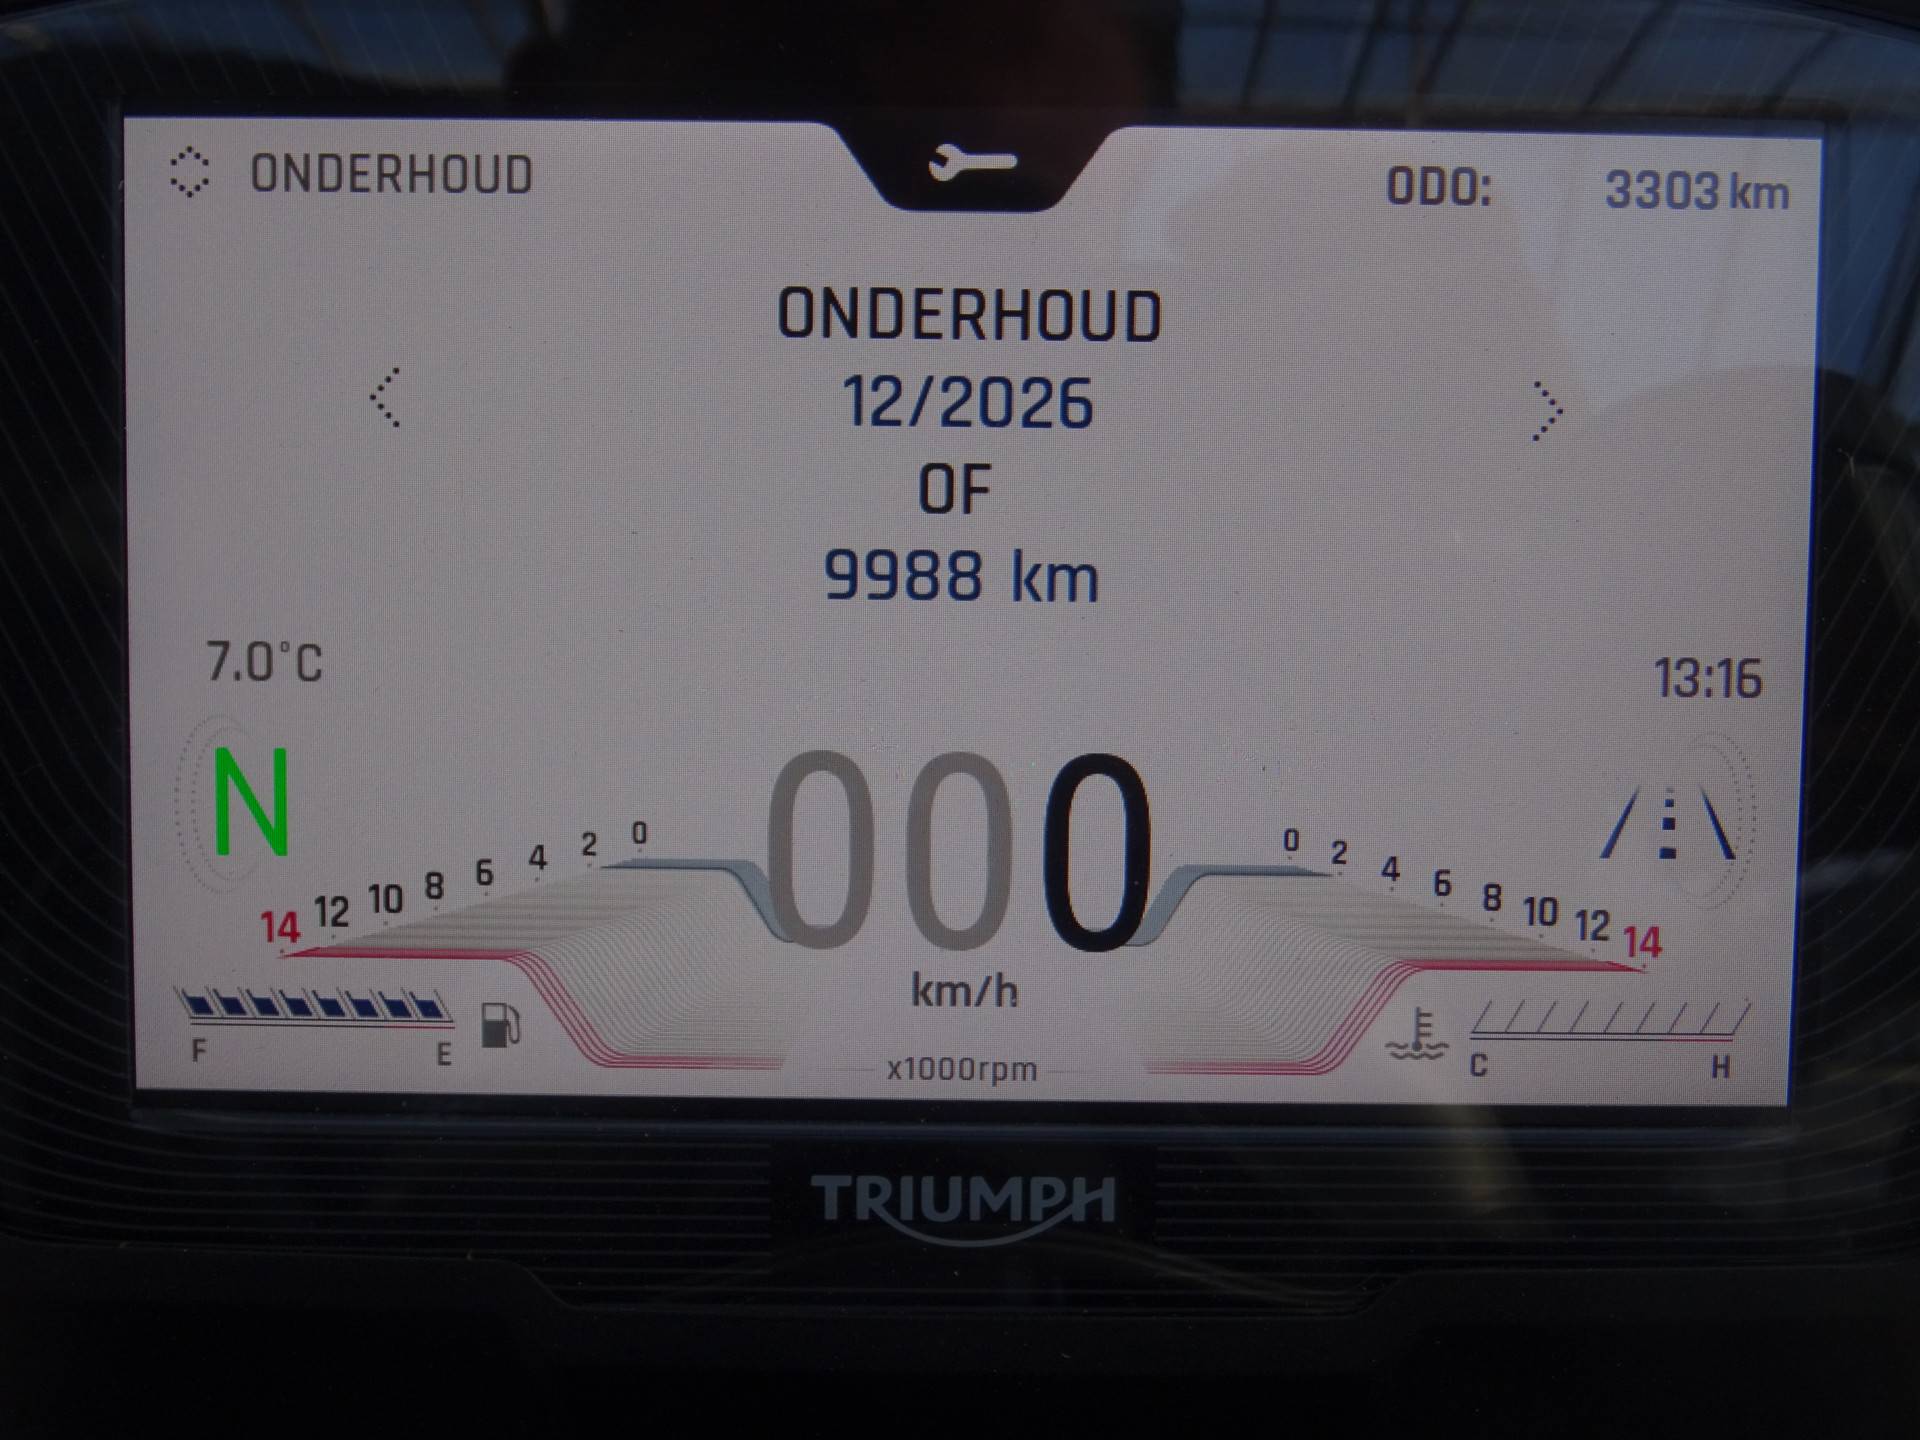 ONDERHOUD
ODO: 3303 km
ONDERHOUD
12/2026
OF
9988 km
7.0°C
13:16
N
000
14 12 10 8 6 4 2 0
0 2 4 6 8 10 12 14
km/h
F E
C H
x1000rpm
TRIUMPH